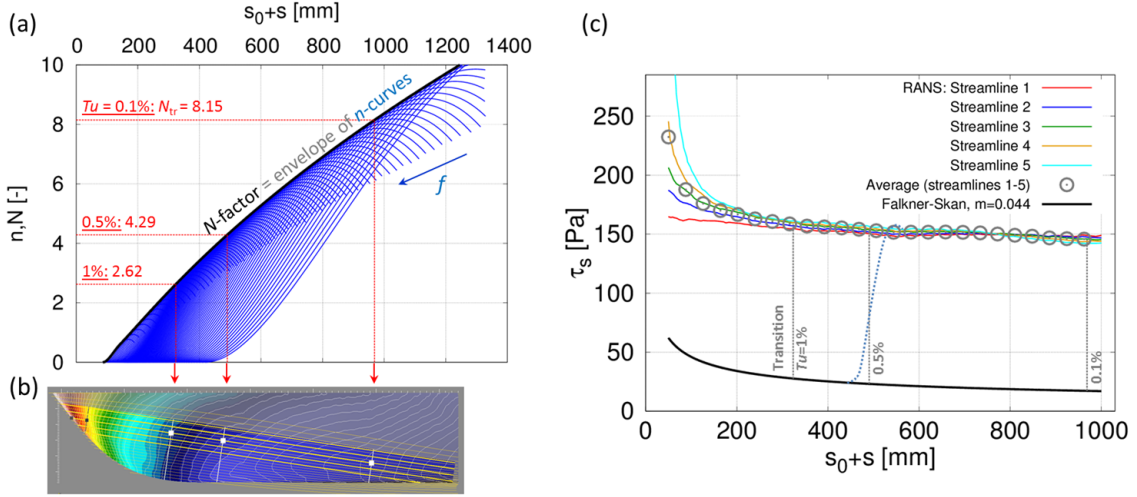 (a)
s0+s [mm]
0 200 400 600 800 1000 1200 1400
10
8
6
4
2
0
n,N [-]
Tu = 0.1%: Ntr = 8.15
0.5%: 4.29
1%: 2.62
N-factor = envelope of n-curves
f
(b)
(c)
250
200
150
100
50
0
τs [Pa]
RANS: Streamline 1
Streamline 2
Streamline 3
Streamline 4
Streamline 5
Average (streamlines 1-5)
Falkner-Skan, m=0.044
Transition
Tu=1%
0.5%
0.1%
0 200 400 600 800 1000
s0+s [mm]